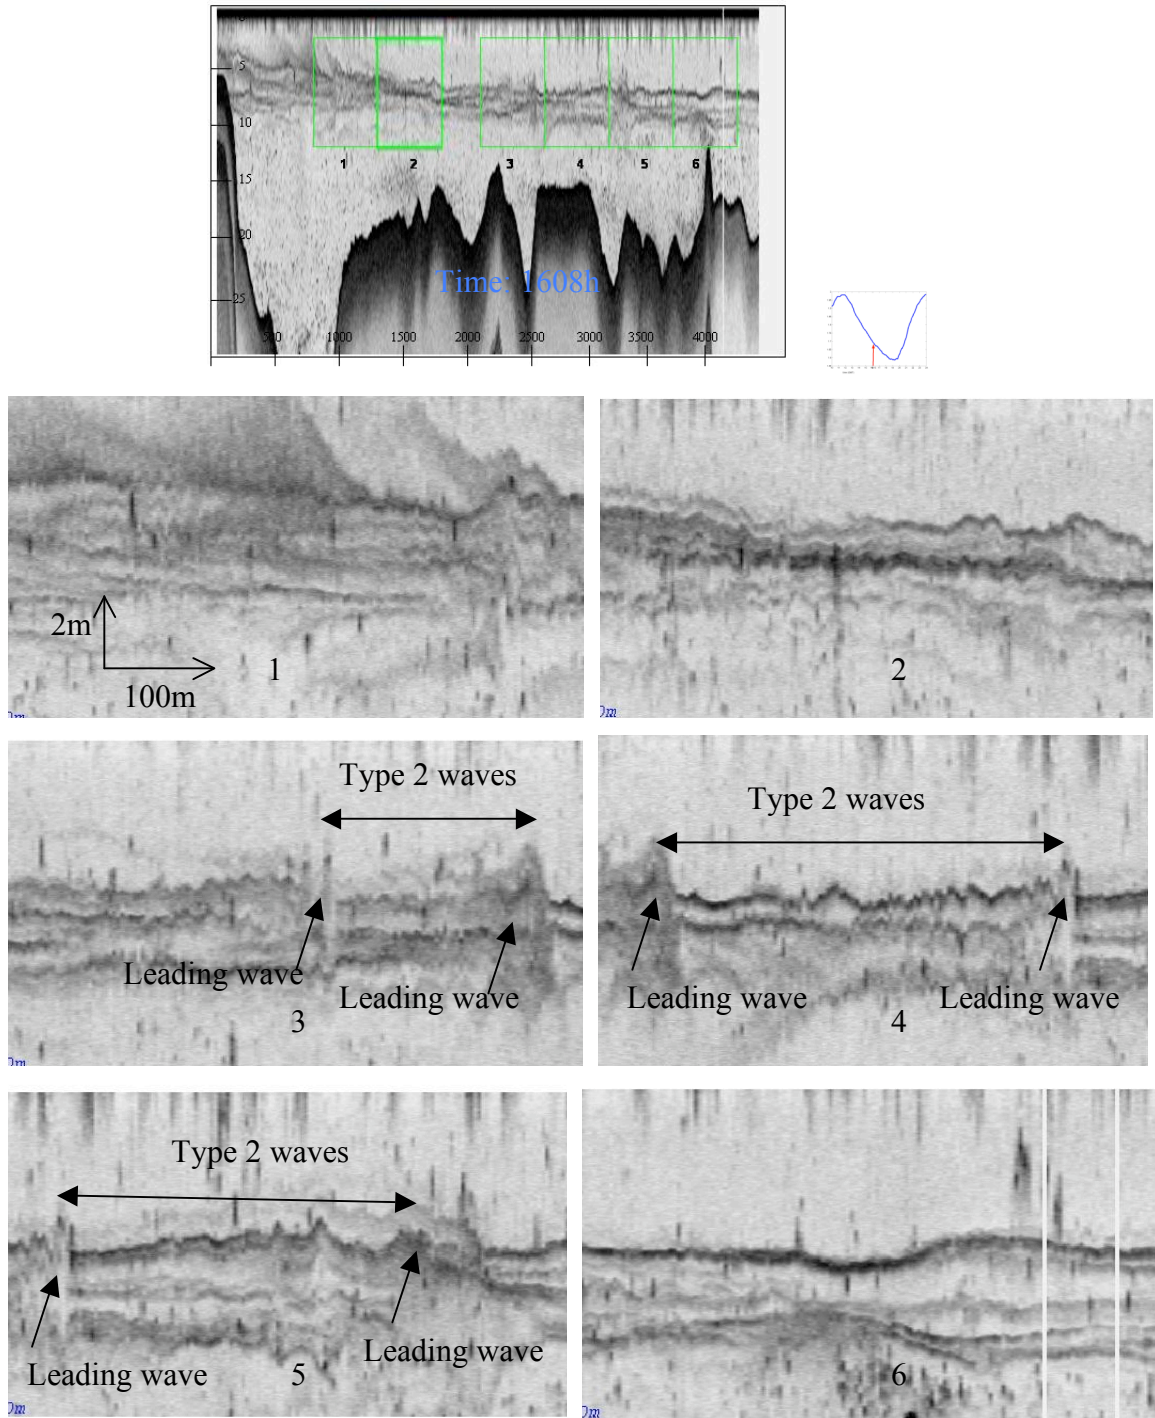 5
10
1 2 3 4 5 6
15
20
Time: 1608h
25
500 1000 1500 2000 2500 3000 3500 4000
2m
100m
1
2
Type 2 waves
Leading wave
Leading wave
3
Type 2 waves
Leading wave
Leading wave
4
Type 2 waves
Leading wave
Leading wave
5
6